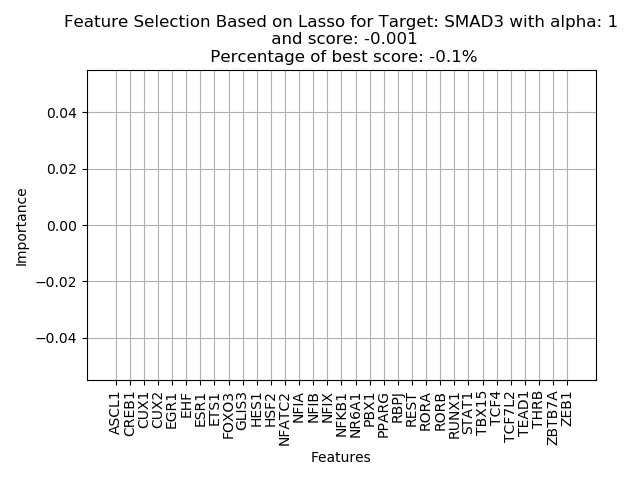 Feature Selection Based on Lasso for Target: SMAD3 with alpha: 1
and score: -0.001
Percentage of best score: -0.1%
Importance
0.04
0.02
0.00
−0.02
−0.04
ASCL1
CREB1
CUX1
CUX2
EGR1
EHF
ESR1
ETS1
FOXO3
GLIS3
HES1
HSF2
NFATC2
NFIA
NFIB
NFIX
NFKB1
NR6A1
PBX1
PPARG
RBPJ
REST
RORA
RORB
RUNX1
STAT1
TBX15
TCF4
TCF7L2
TEAD1
THRB
ZBTB7A
ZEB1
Features